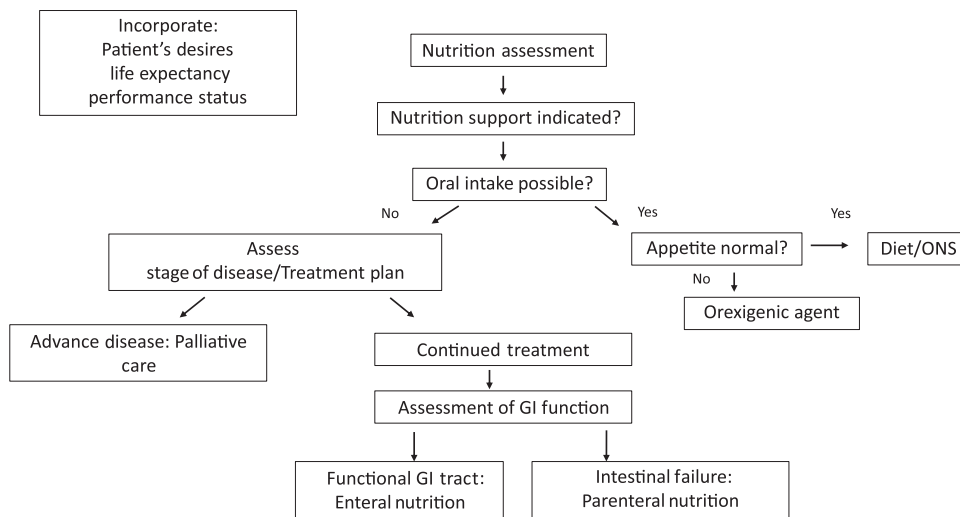 Incorporate:
Patient's desires
life expectancy
performance status
Nutrition assessment
Nutrition support indicated?
Oral intake possible?
No
Yes
Yes
Assess
stage of disease/Treatment plan
Appetite normal?
Diet/ONS
No
Orexigenic agent
Advance disease: Palliative
care
Continued treatment
Assessment of GI function
Functional GI tract:
Enteral nutrition
Intestinal failure:
Parenteral nutrition